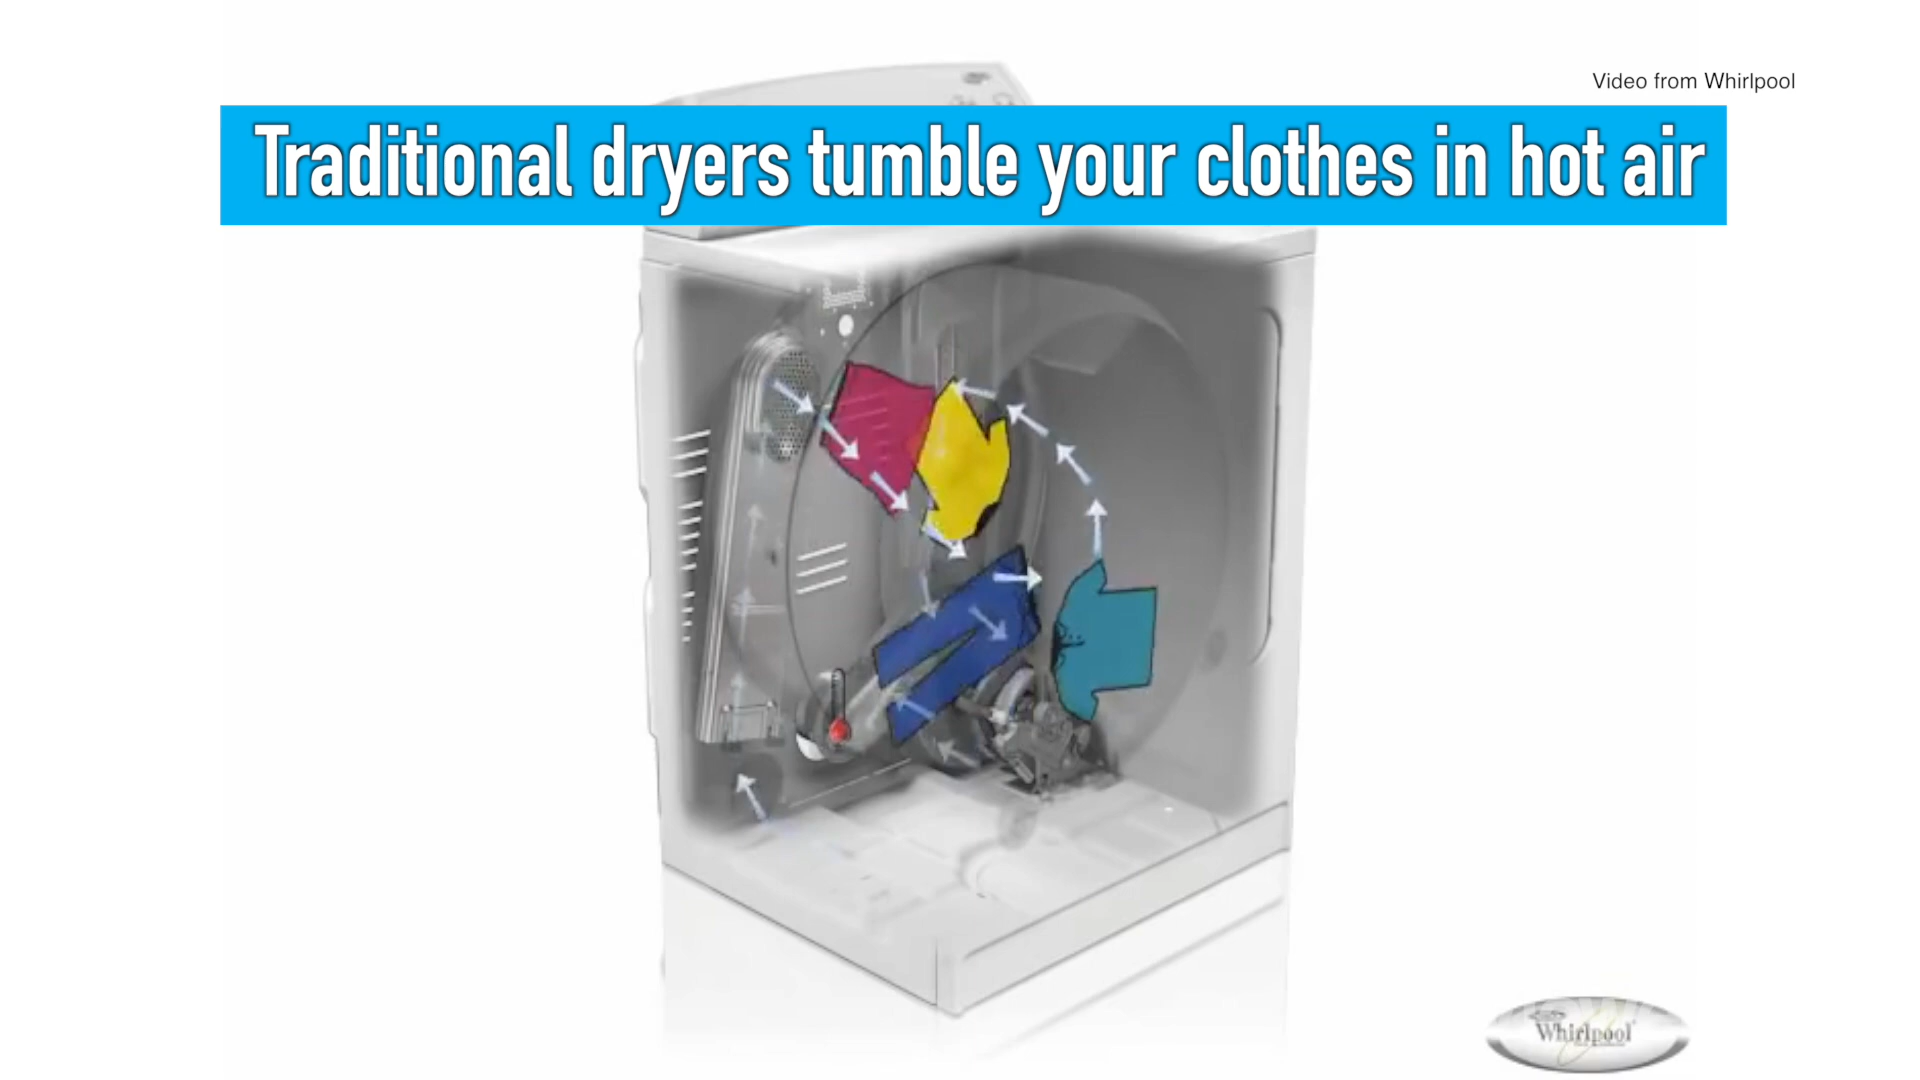 Video from Whirlpool
Traditional dryers tumble your clothes in hot air
Whirlpool